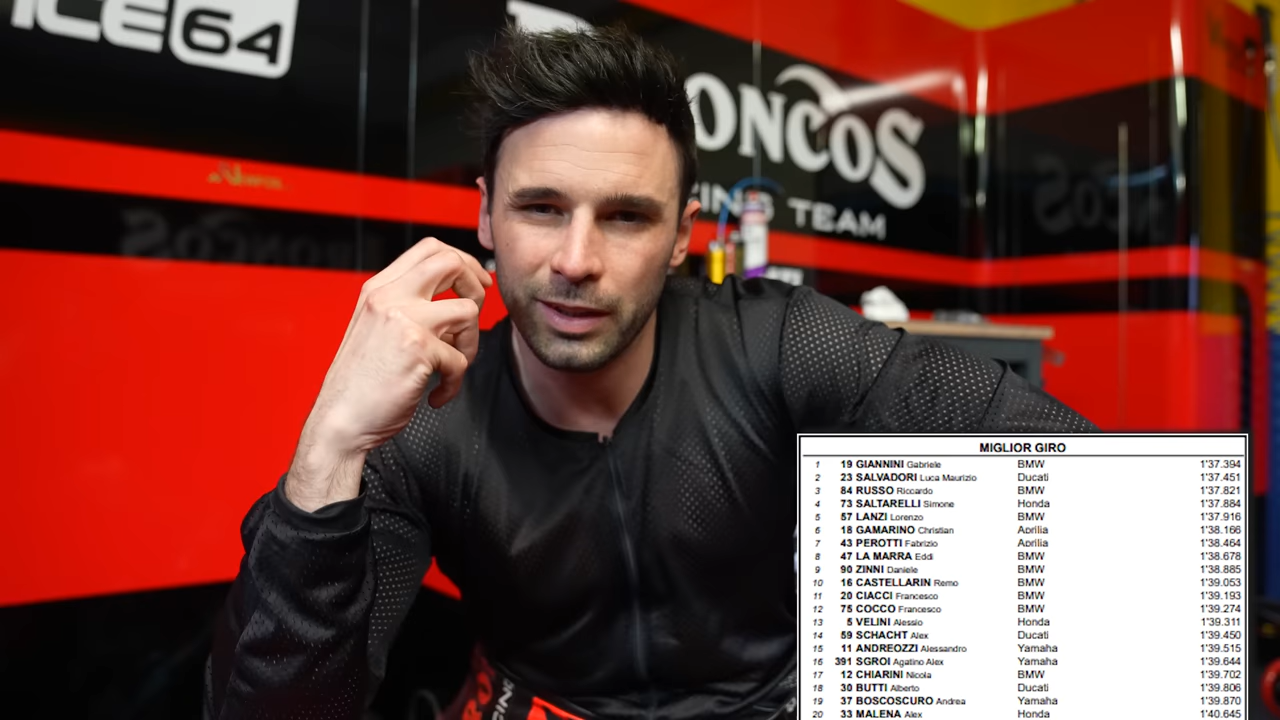 ICE64
RONCOS
RACING TEAM
MIGLIOR GIRO
1 19 GIANNINI Gabriele BMW 1'37.394
2 23 SALVADORI Luca Maurizio Ducati 1'37.451
3 84 RUSSO Riccardo BMW 1'37.821
4 73 SALTARELLI Simone Honda 1'37.884
5 57 LANZI Lorenzo BMW 1'37.916
6 18 GAMARINO Christian Aprilia 1'38.166
7 43 PEROTTI Fabrizio Aprilia 1'38.464
8 47 LA MARRA Eddi BMW 1'38.678
9 90 ZINNI Daniele BMW 1'38.885
10 16 CASTELLARIN Remo BMW 1'39.053
11 20 CIACCI Francesco BMW 1'39.193
12 75 COCCO Francesco BMW 1'39.274
13 5 VELINI Alessio Honda 1'39.311
14 59 SCHACHT Alex Ducati 1'39.450
15 11 ANDREOZZI Alessandro Yamaha 1'39.515
16 391 SGROI Agatino Alex Yamaha 1'39.644
17 12 CHIARINI Nicola BMW 1'39.702
18 30 BUTTI Alberto Ducati 1'39.806
19 37 BOSCOSCURO Andrea Yamaha 1'39.870
20 33 MALENA Alex Honda 1'40.645